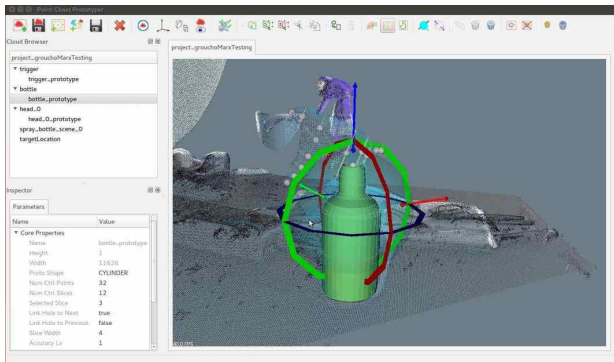 Point Cloud Prototyper
Cloud Browser
project_grouchoMarxTesting
trigger
trigger_prototype
bottle
bottle_prototype
head_0
head_0_prototype
spray_bottle_scene_0
targetLocation
Inspector
Parameters
Name Value
Core Properties
Name bottle_prototype
Height 1
Width 11626
Proto Shape CYLINDER
Num Ctrl Points 32
Num Ctrl Slices 12
Selected Slice 3
Link Hole to Next true
Link Hole to Previous false
Slice Width 4
Accuracy Lv 1
project_grouchoMarxTesting
FPS